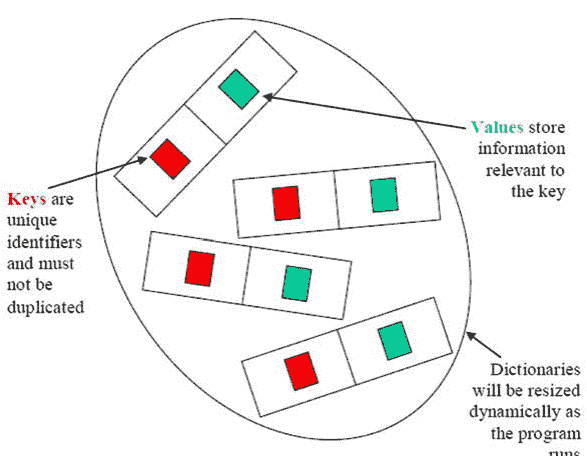 Values store
information
relevant to
the key
Keys are
unique
identifiers
and must
not be
duplicated
Dictionaries
will be resized
dynamically as
the program
runs